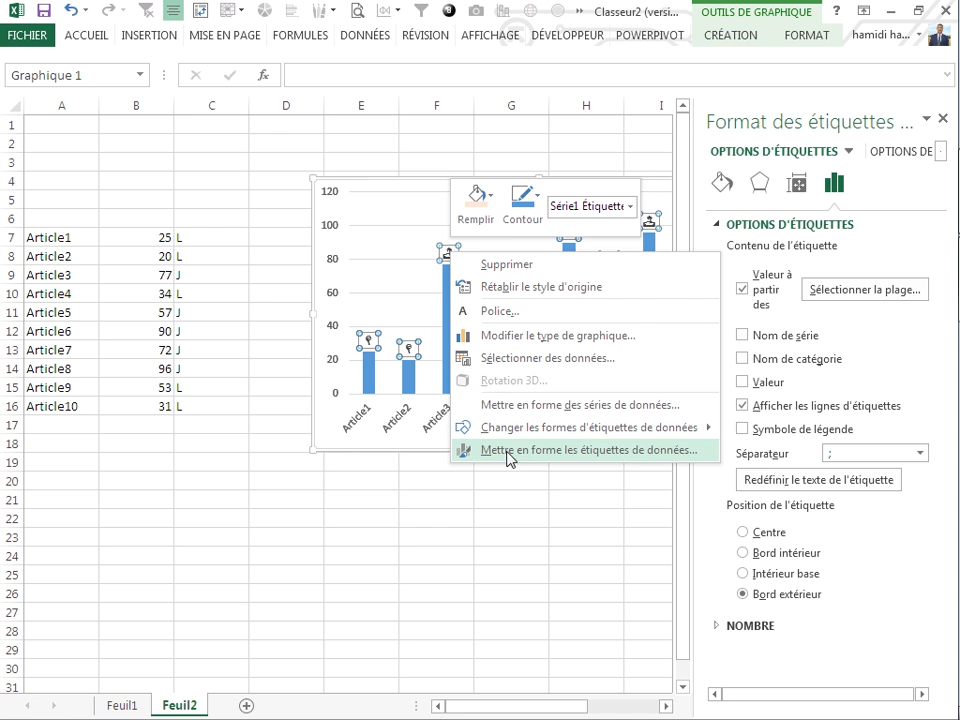 Classeur2 (versi...
OUTILS DE GRAPHIQUE
?
FICHIER
ACCUEIL
INSERTION
MISE EN PAGE
FORMULES
DONNÉES
RÉVISION
AFFICHAGE
DÉVELOPPEUR
POWERPIVOT
CRÉATION
FORMAT
hamidi ha...
Graphique 1
fx
A B C D E F G H I
1
2
3
4
5
6
7 Article1 25 L
8 Article2 20 L
9 Article3 77 J
10 Article4 34 L
11 Article5 57 J
12 Article6 90 J
13 Article7 72 J
14 Article8 96 J
15 Article9 53 L
16 Article10 31 L
17
18
19
20
21
22
23
24
25
26
27
28
29
30
31
120
100
80
60
40
20
0
Article1
Article2
Article3
Remplir
Contour
Série1 Étiquette
Supprimer
Rétablir le style d'origine
Police...
Modifier le type de graphique...
Sélectionner des données...
Rotation 3D...
Mettre en forme des séries de données...
Changer les formes d'étiquettes de données
Mettre en forme les étiquettes de données...
Format des étiquettes ...
OPTIONS D'ÉTIQUETTES
OPTIONS DE
OPTIONS D'ÉTIQUETTES
Contenu de l'étiquette
Valeur à
partir
des
Sélectionner la plage...
Nom de série
Nom de catégorie
Valeur
Afficher les lignes d'étiquettes
Symbole de légende
Séparateur
;
Redéfinir le texte de l'étiquette
Position de l'étiquette
Centre
Bord intérieur
Intérieur base
Bord extérieur
NOMBRE
Feuil1
Feuil2